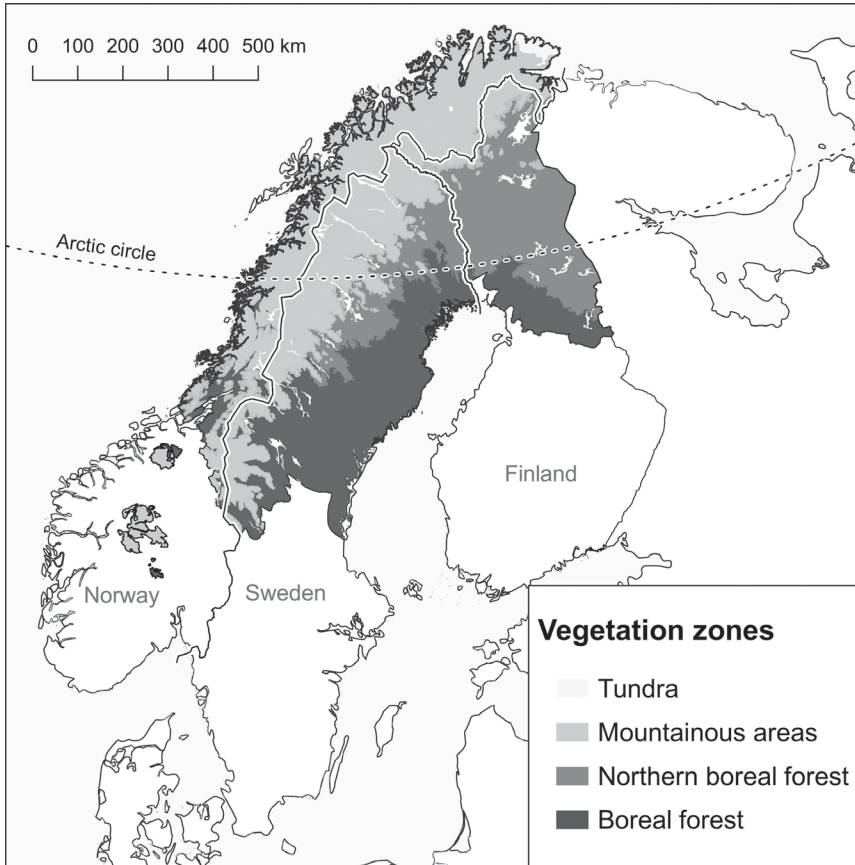 0 100 200 300 400 500 km
Arctic circle
Finland
Norway
Sweden
Vegetation zones
Tundra
Mountainous areas
Northern boreal forest
Boreal forest